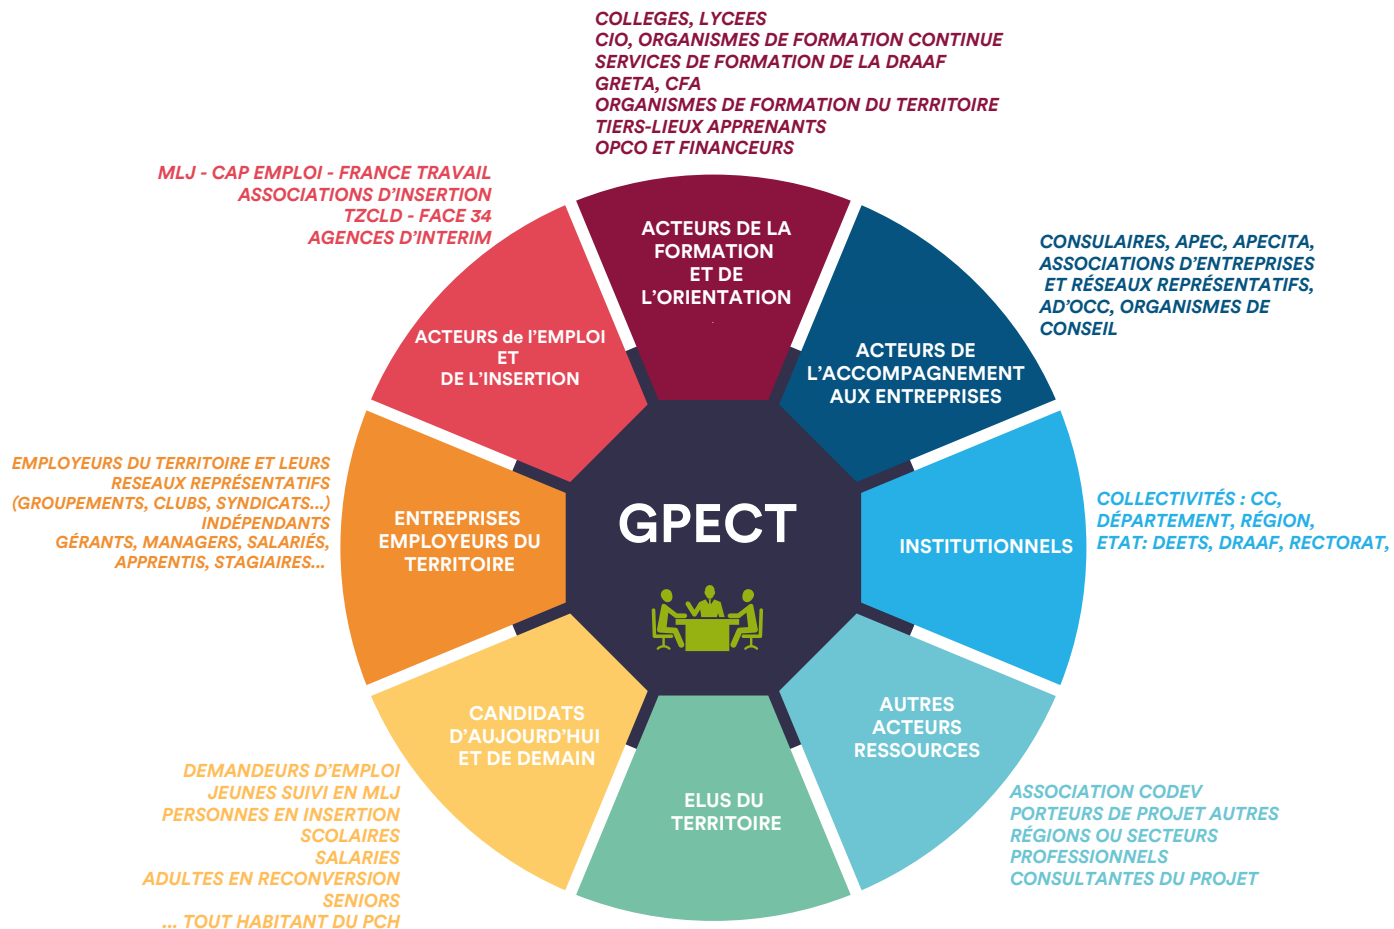 COLLEGES, LYCEES
CIO, ORGANISMES DE FORMATION CONTINUE
SERVICES DE FORMATION DE LA DRAAF
GRETA, CFA
ORGANISMES DE FORMATION DU TERRITOIRE
TIERS-LIEUX APPRENANTS
OPCO ET FINANCEURS
MLJ - CAP EMPLOI - FRANCE TRAVAIL
ASSOCIATIONS D'INSERTION
TZCLD - FACE 34
AGENCES D'INTERIM
ACTEURS DE LA
FORMATION
ET DE
L'ORIENTATION
CONSULAIRES, APEC, APECITA,
ASSOCIATIONS D'ENTREPRISES
ET RÉSEAUX REPRÉSENTATIFS,
AD'OCC, ORGANISMES DE
CONSEIL
ACTEURS de l'EMPLOI
ET
DE L'INSERTION
ACTEURS DE
L'ACCOMPAGNEMENT
AUX ENTREPRISES
EMPLOYEURS DU TERRITOIRE ET LEURS
RESEAUX REPRÉSENTATIFS
(GROUPEMENTS, CLUBS, SYNDICATS...)
INDÉPENDANTS
GÉRANTS, MANAGERS, SALARIÉS,
APPRENTIS, STAGIAIRES...
ENTREPRISES
EMPLOYEURS DU
TERRITOIRE
GPECT
INSTITUTIONNELS
COLLECTIVITÉS : CC,
DÉPARTEMENT, RÉGION,
ETAT: DEETS, DRAAF, RECTORAT,
CANDIDATS
D'AUJOURD'HUI
ET DE DEMAIN
AUTRES
ACTEURS
RESSOURCES
DEMANDEURS D'EMPLOI
JEUNES SUIVI EN MLJ
PERSONNES EN INSERTION
SCOLAIRES
SALARIES
ADULTES EN RECONVERSION
SENIORS
... TOUT HABITANT DU PCH
ELUS DU
TERRITOIRE
ASSOCIATION CODEV
PORTEURS DE PROJET AUTRES
RÉGIONS OU SECTEURS
PROFESSIONNELS
CONSULTANTES DU PROJET